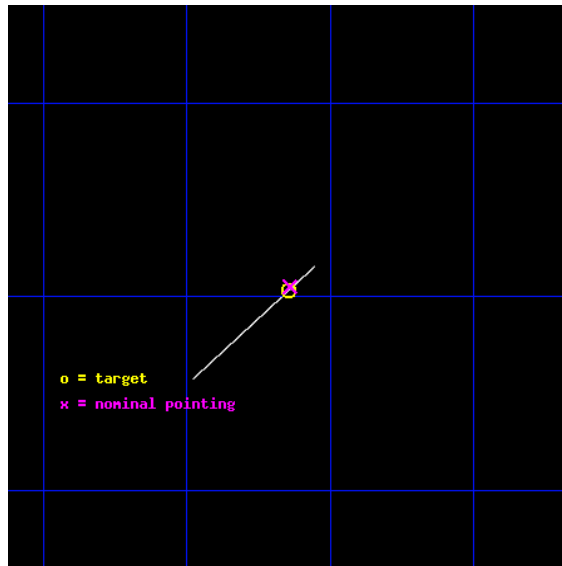 o = target
x = nominal pointing